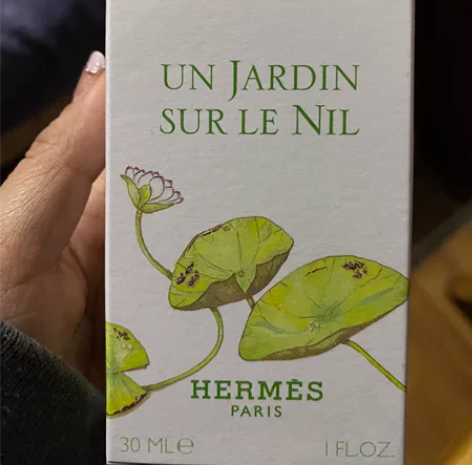 UN JARDIN
SUR LE NIL
HERMÈS
PARIS
30 ML℮
1 FL.OZ.